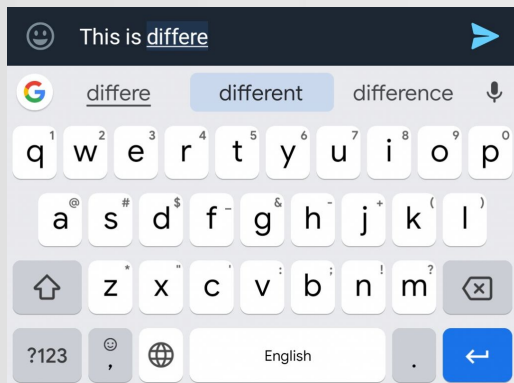 This is differe
differe different difference
q 1 w 2 e 3 r 4 t 5 y 6 u 7 i 8 o 9 p 0
a @ s # d $ f _ g & h - j + k ( l )
z * x " c ' v : b ; n ! m ?
?123 , English .